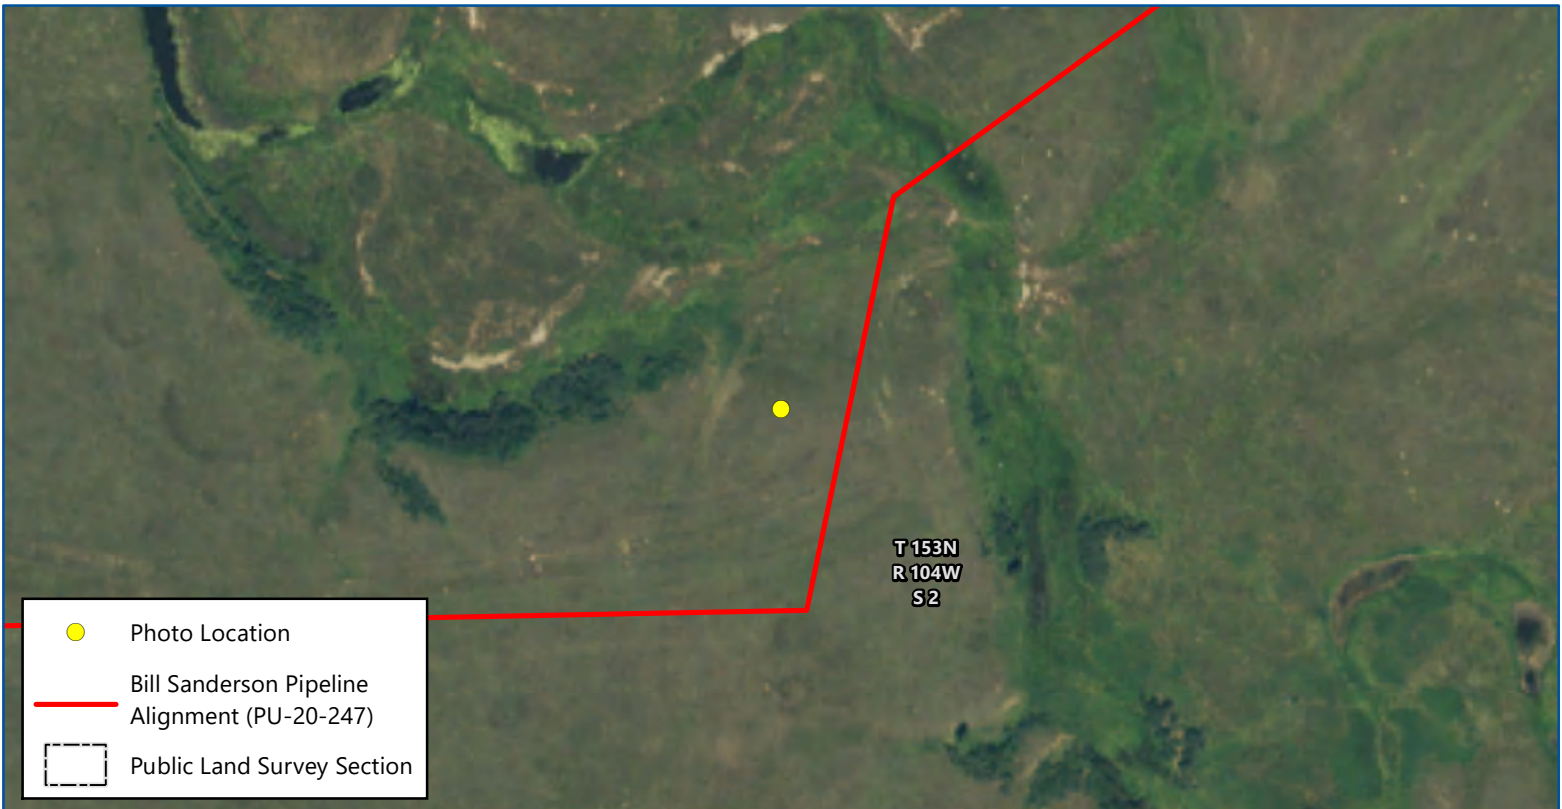 T 153N
R 104W
S 2
Photo Location
Bill Sanderson Pipeline
Alignment (PU-20-247)
Public Land Survey Section